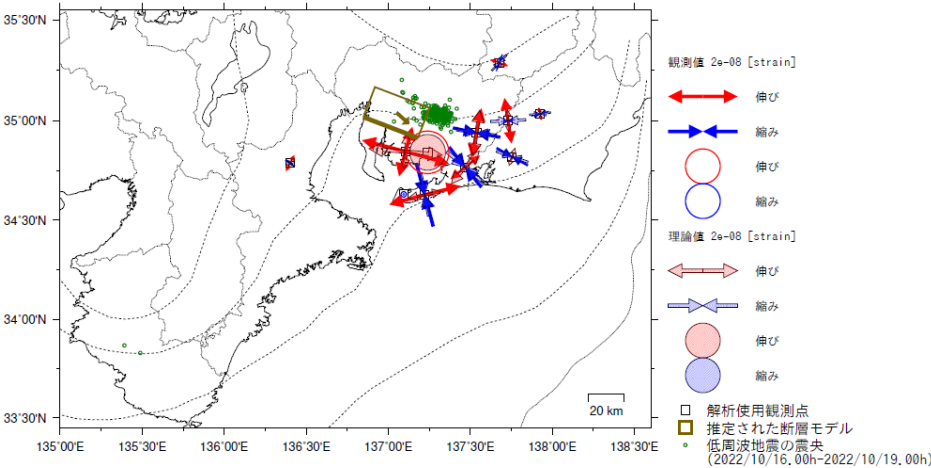 35°30'N
35°00'N
34°30'N
34°00'N
33°30'N
135°00'E
135°30'E
136°00'E
136°30'E
137°00'E
137°30'E
138°00'E
138°30'E
20 km
観測値 2e-08 [strain]
伸び
縮み
伸び
縮み
理論値 2e-08 [strain]
伸び
縮み
伸び
縮み
解析使用観測点
推定された断層モデル
低周波地震の震央
(2022/10/16.00h-2022/10/19.00h)